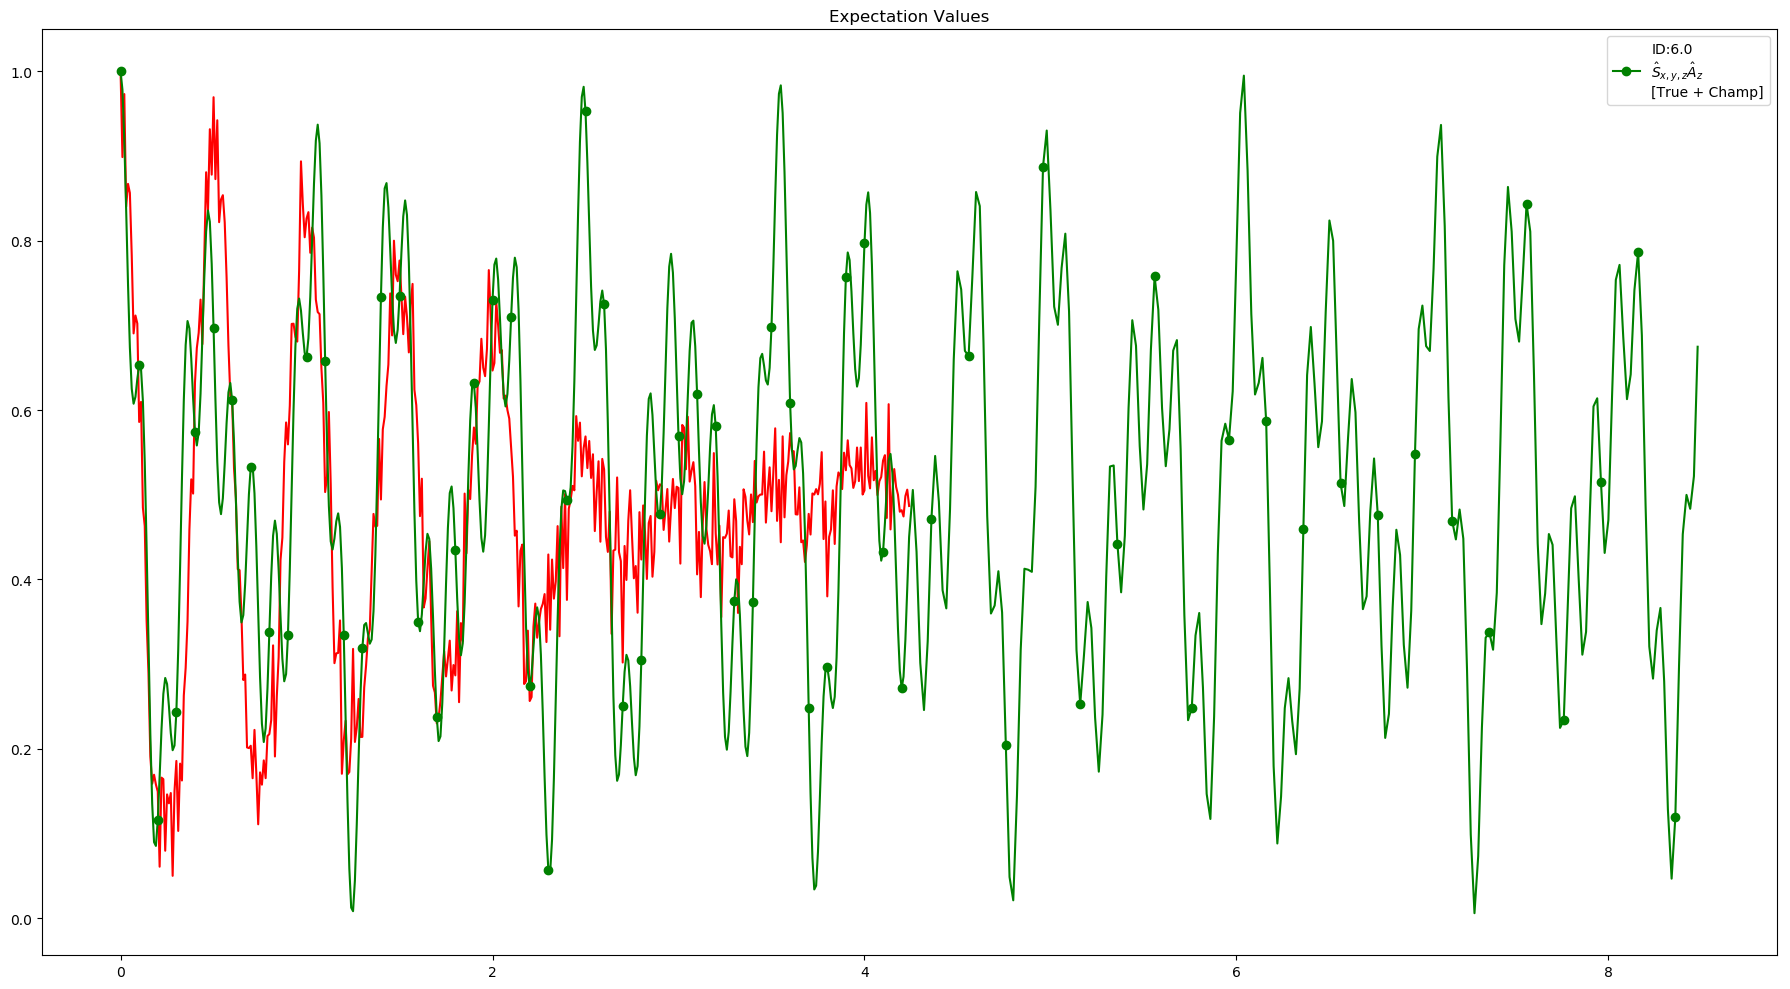 Expectation Values
ID:6.0
$\hat{S}_{x,y,z}\hat{A}_z$
[True + Champ]
1.0
0.8
0.6
0.4
0.2
0.0
0 2 4 6 8